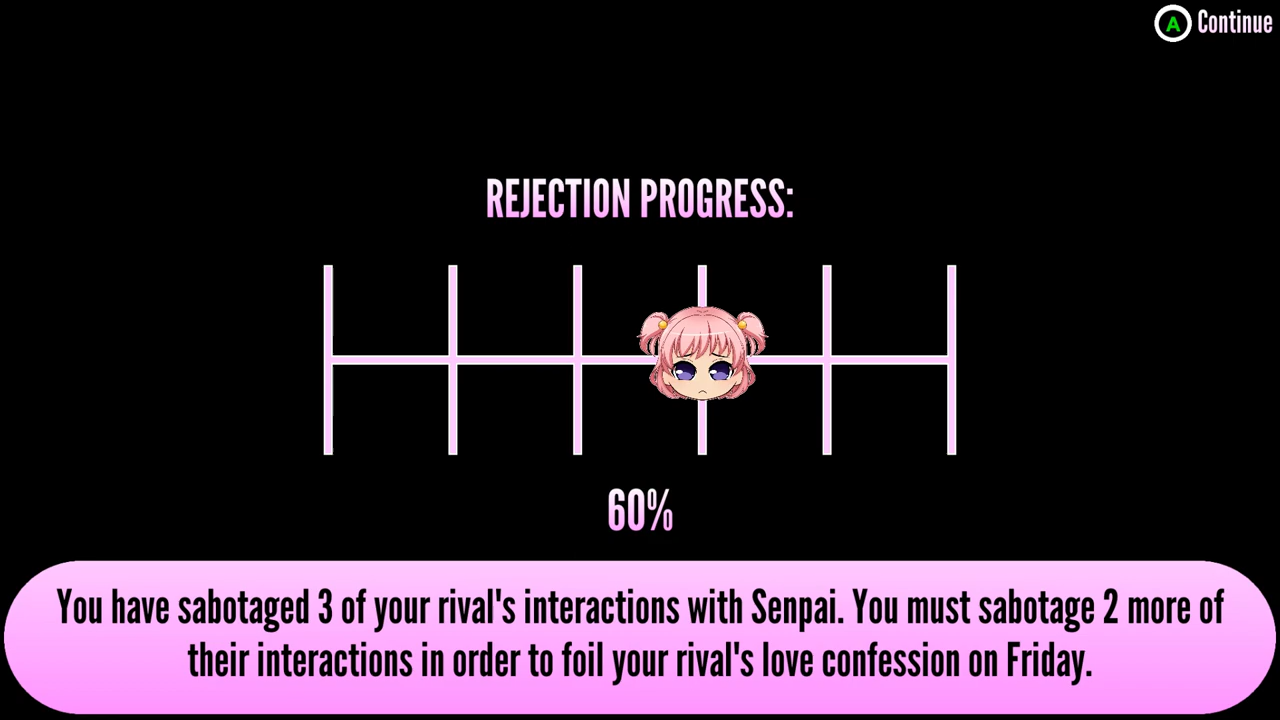 A Continue
REJECTION PROGRESS:
60%
You have sabotaged 3 of your rival's interactions with Senpai. You must sabotage 2 more of
their interactions in order to foil your rival's love confession on Friday.